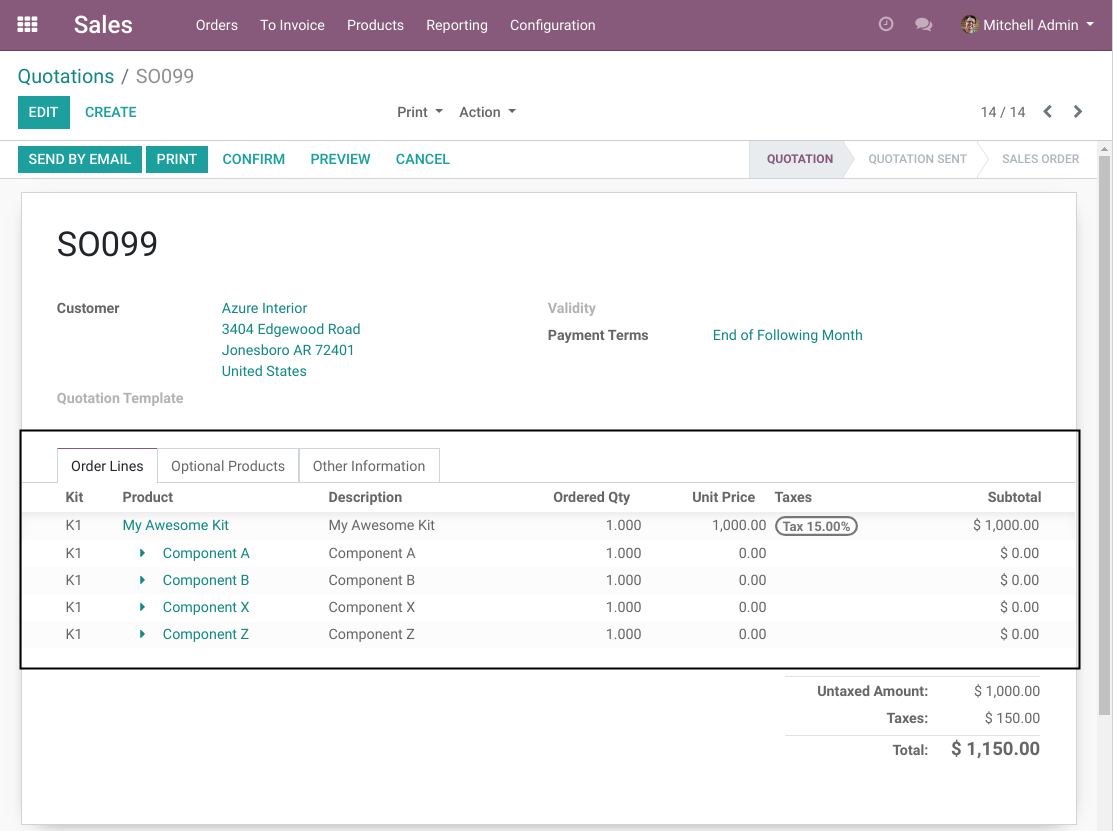 Sales Orders To Invoice Products Reporting Configuration Mitchell Admin
Quotations / SO099
EDIT CREATE Print Action 14 / 14
SEND BY EMAIL PRINT CONFIRM PREVIEW CANCEL QUOTATION QUOTATION SENT SALES ORDER
SO099
Customer Azure Interior Validity
3404 Edgewood Road Payment Terms End of Following Month
Jonesboro AR 72401
United States
Quotation Template
Order Lines Optional Products Other Information
Kit Product Description Ordered Qty Unit Price Taxes Subtotal
K1 My Awesome Kit My Awesome Kit 1.000 1,000.00 Tax 15.00% $ 1,000.00
K1 Component A Component A 1.000 0.00 $ 0.00
K1 Component B Component B 1.000 0.00 $ 0.00
K1 Component X Component X 1.000 0.00 $ 0.00
K1 Component Z Component Z 1.000 0.00 $ 0.00
Untaxed Amount: $ 1,000.00
Taxes: $ 150.00
Total: $ 1,150.00